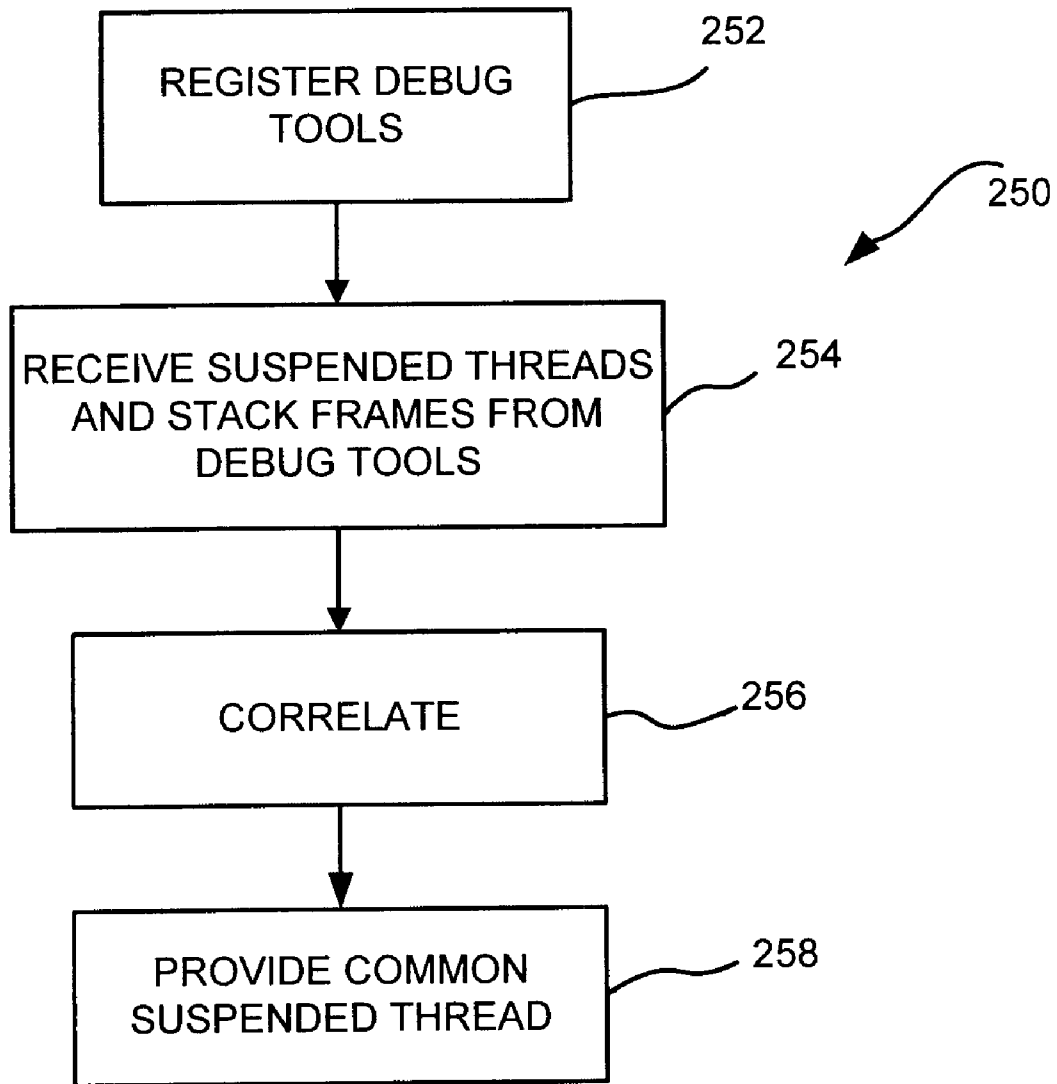 252
REGISTER DEBUG
TOOLS
250
254
RECEIVE SUSPENDED THREADS
AND STACK FRAMES FROM
DEBUG TOOLS
256
CORRELATE
258
PROVIDE COMMON
SUSPENDED THREAD